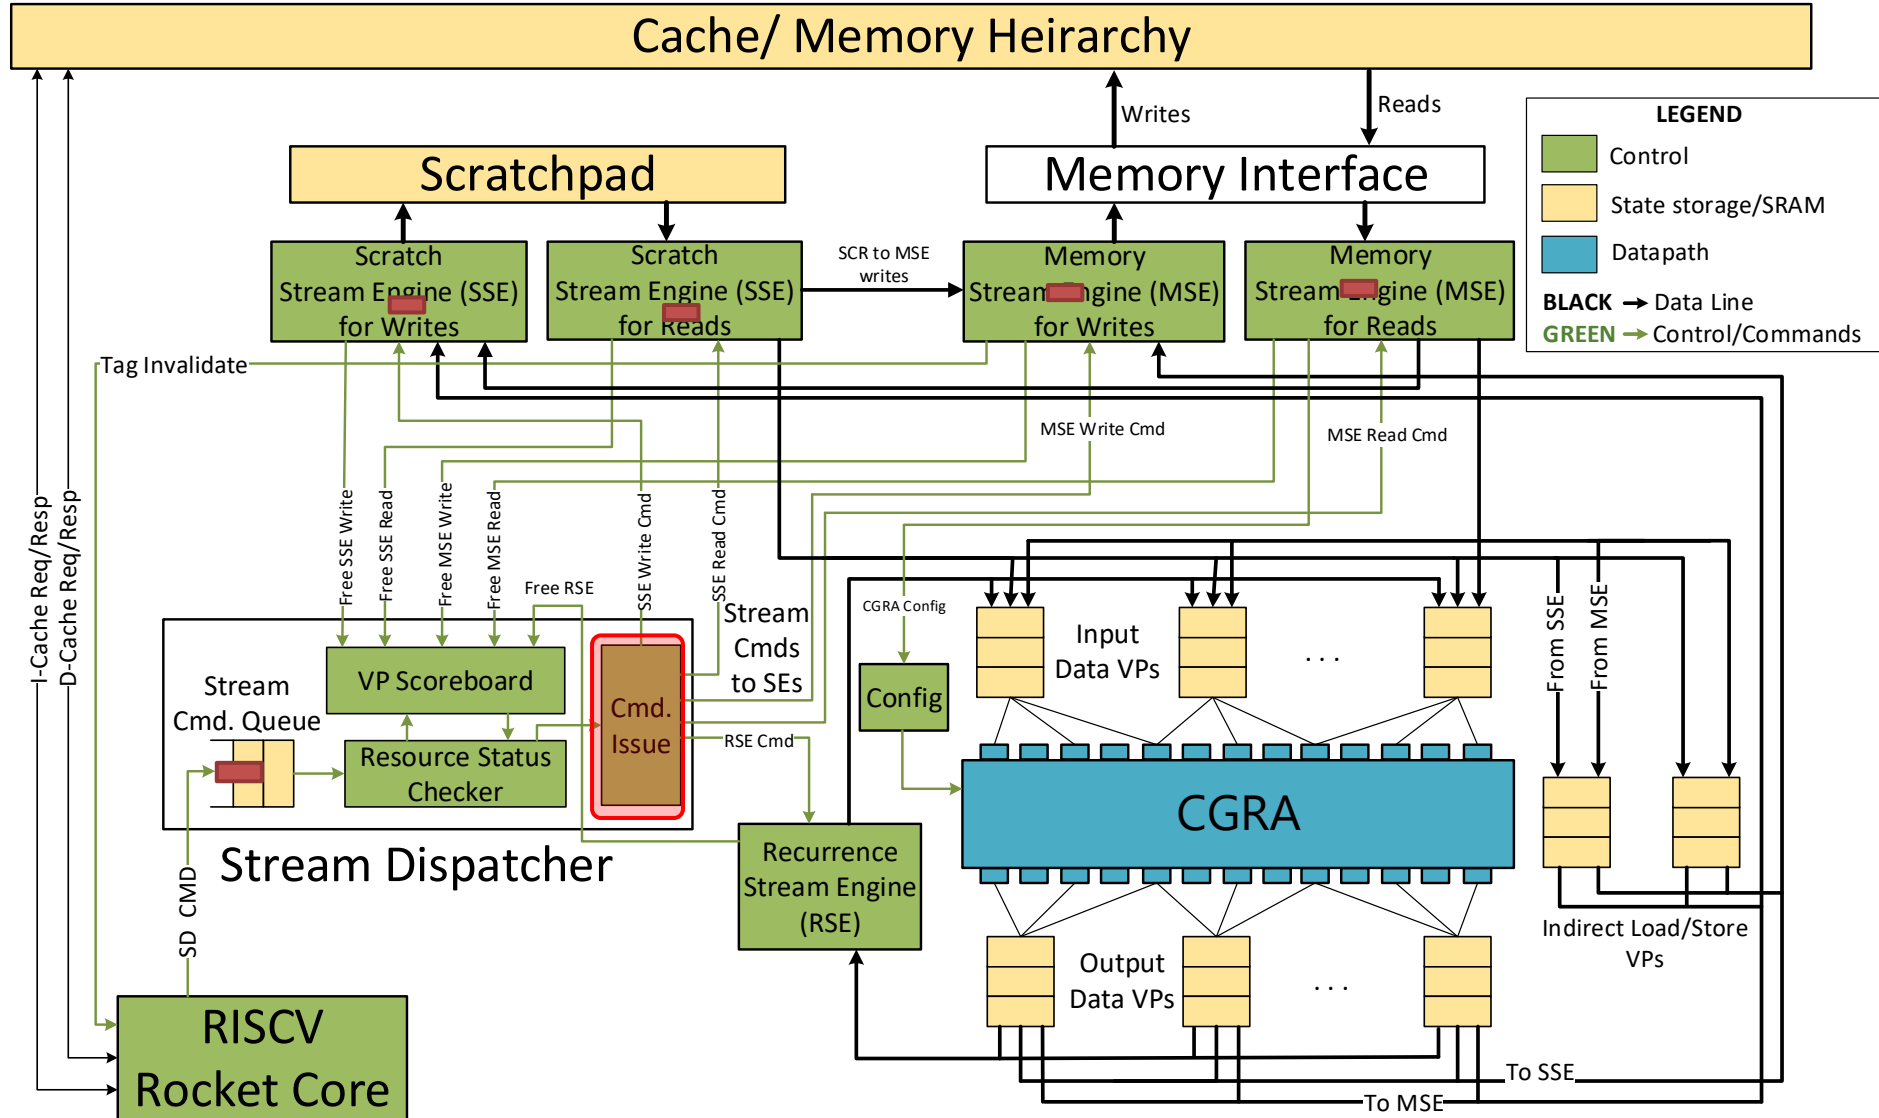 Cache/ Memory Heirarchy
Writes
Reads
LEGEND
Control
State storage/SRAM
Datapath
BLACK Data Line
GREEN Control/Commands
Scratchpad
Memory Interface
Scratch
Stream Engine (SSE)
for Writes
Scratch
Stream Engine (SSE)
for Reads
SCR to MSE
writes
Memory
Stream Engine (MSE)
for Writes
Memory
Stream Engine (MSE)
for Reads
Tag Invalidate
MSE Write Cmd
MSE Read Cmd
I-Cache Req/Resp
D-Cache Req/Resp
Free SSE Write
Free SSE Read
Free MSE Write
Free MSE Read
Free RSE
SSE Write Cmd
SSE Read Cmd
Stream
Cmds
to SEs
CGRA Config
Config
Input
Data VPs
. . .
From SSE
From MSE
VP Scoreboard
Stream
Cmd. Queue
Resource Status
Checker
Cmd.
Issue
RSE Cmd
Stream Dispatcher
CGRA
Recurrence
Stream Engine
(RSE)
Indirect Load/Store
VPs
SD CMD
Output
Data VPs
. . .
RISCV
Rocket Core
To SSE
To MSE